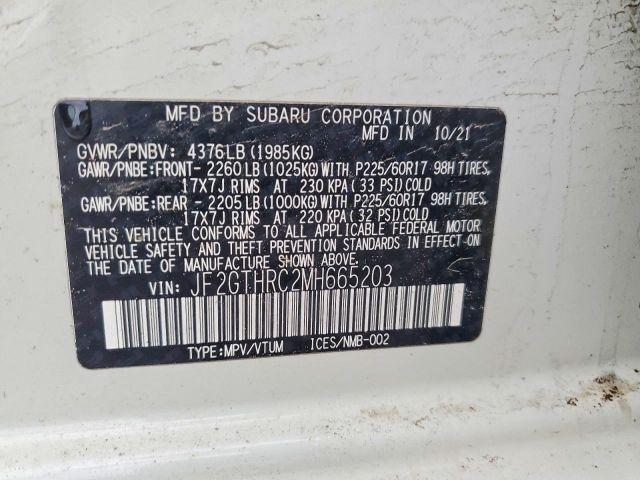 MFD BY SUBARU CORPORATION
MFD IN 10/21
GVWR/PNBV: 4376LB(1985KG)
GAWR/PNBE:FRONT- 2260LB(1025KG)WITH P225/60R17 98H TIRES,
17X7J RIMS AT 230 KPA(33 PSI)COLD
GAWR/PNBE:REAR - 2205LB(1000KG)WITH P225/60R17 98H TIRES,
17X7J RIMS AT 220 KPA(32 PSI)COLD
THIS VEHICLE CONFORMS TO ALL APPLICABLE FEDERAL MOTOR
VEHICLE SAFETY AND THEFT PREVENTION STANDARDS IN EFFECT ON
THE DATE OF MANUFACTURE SHOWN ABOVE.
VIN: JF2GTHRC2MH665203
TYPE:MPV/VTUM ICES/NMB-002